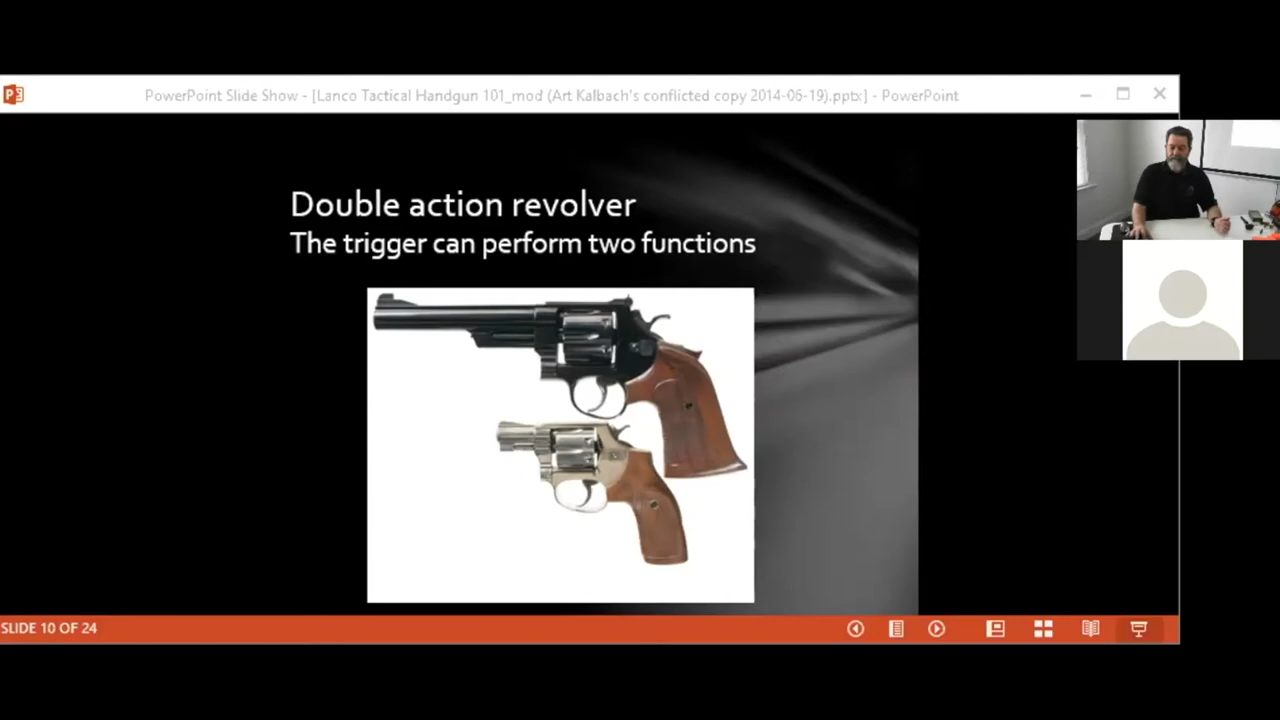 PowerPoint Slide Show - [Lanco Tactical Handgun 101_mod (Art Kalbach's conflicted copy 2014-06-19).pptx] - PowerPoint
Double action revolver
The trigger can perform two functions
SLIDE 10 OF 24